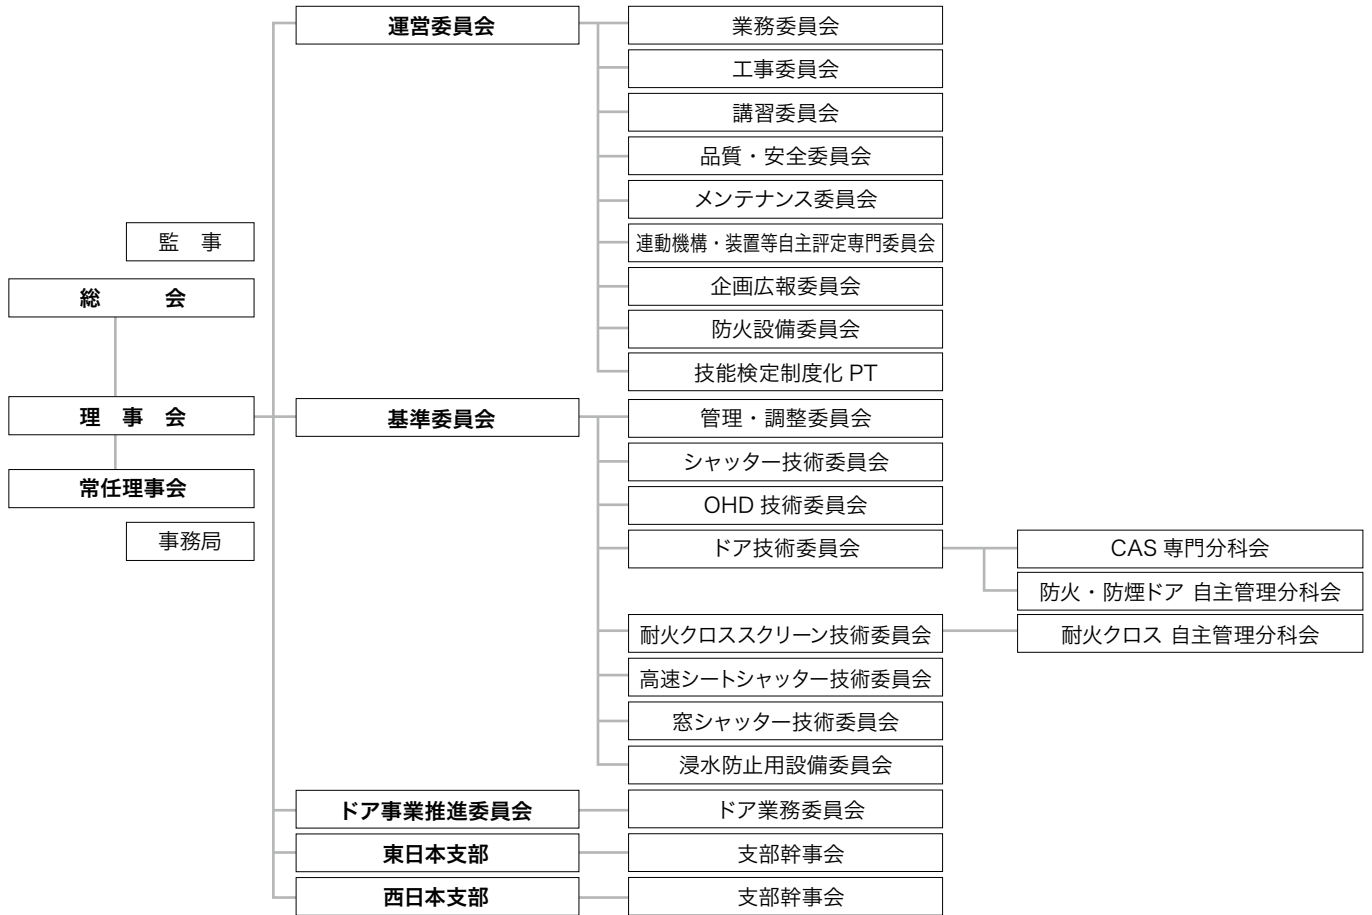 監　事
総　　会
理　事　会
常任理事会
事務局
運営委員会
業務委員会
工事委員会
講習委員会
品質・安全委員会
メンテナンス委員会
連動機構・装置等自主評定専門委員会
企画広報委員会
防火設備委員会
技能検定制度化 PT
基準委員会
管理・調整委員会
シャッター技術委員会
OHD 技術委員会
ドア技術委員会
CAS 専門分科会
防火・防煙ドア 自主管理分科会
耐火クロススクリーン技術委員会
耐火クロス 自主管理分科会
高速シートシャッター技術委員会
窓シャッター技術委員会
浸水防止用設備委員会
ドア事業推進委員会
ドア業務委員会
東日本支部
支部幹事会
西日本支部
支部幹事会